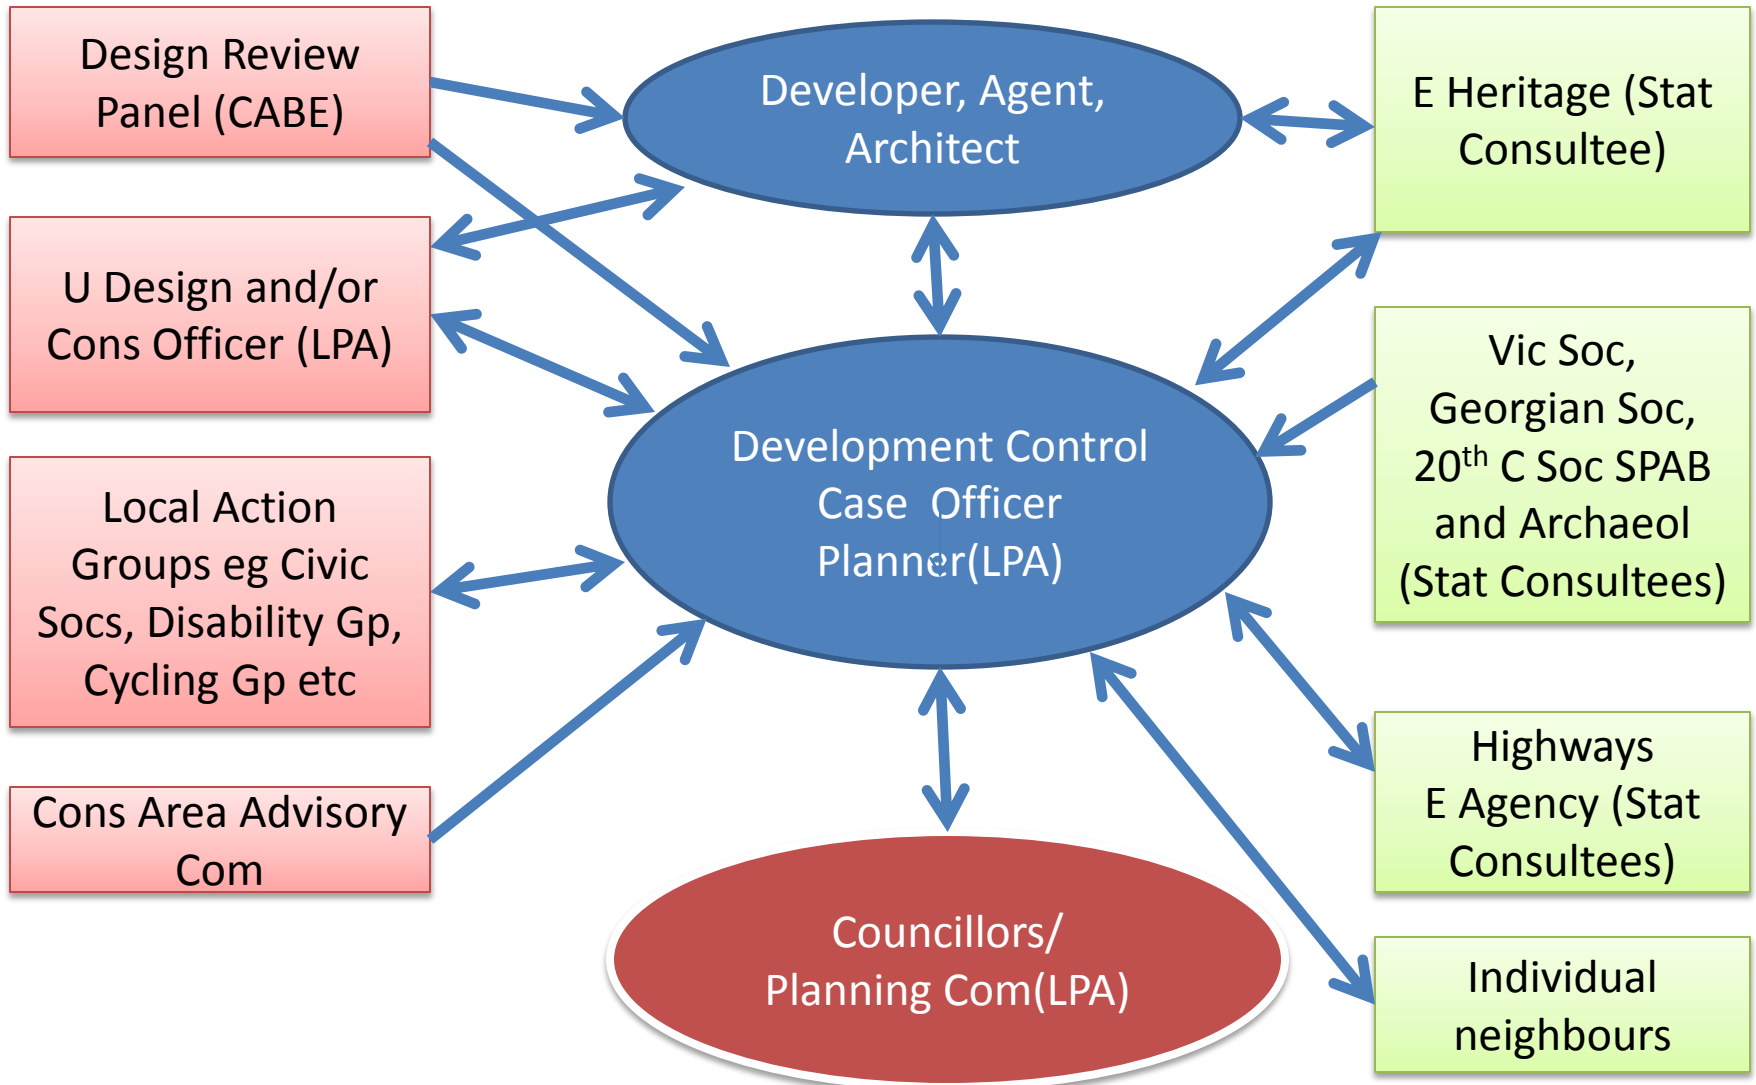 Design Review
Panel (CABE)
U Design and/or
Cons Officer (LPA)
Local Action
Groups eg Civic
Socs, Disability Gp,
Cycling Gp etc
Cons Area Advisory
Com
Developer, Agent,
Architect
Development Control
Case  Officer
Planner(LPA)
Councillors/
Planning Com(LPA)
E Heritage (Stat
Consultee)
Vic Soc,
Georgian Soc,
20th C Soc SPAB
and Archaeol
(Stat Consultees)
Highways
E Agency (Stat
Consultees)
Individual
neighbours